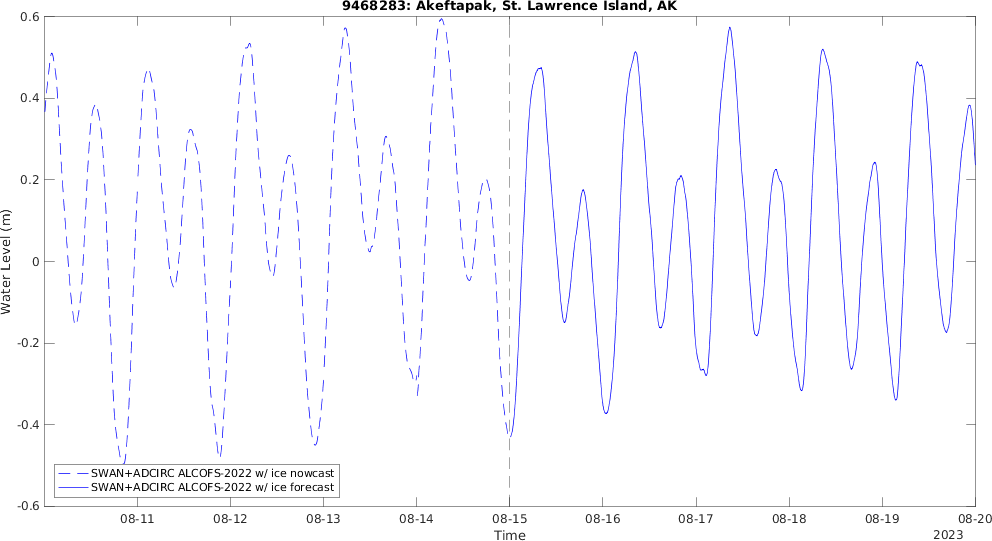 9468283: Akeftapak, St. Lawrence Island, AK
0.6
0.4
0.2
0
-0.2
-0.4
-0.6
Water Level (m)
SWAN+ADCIRC ALCOFS-2022 w/ ice nowcast
SWAN+ADCIRC ALCOFS-2022 w/ ice forecast
08-11 08-12 08-13 08-14 08-15 08-16 08-17 08-18 08-19 08-20
Time
2023